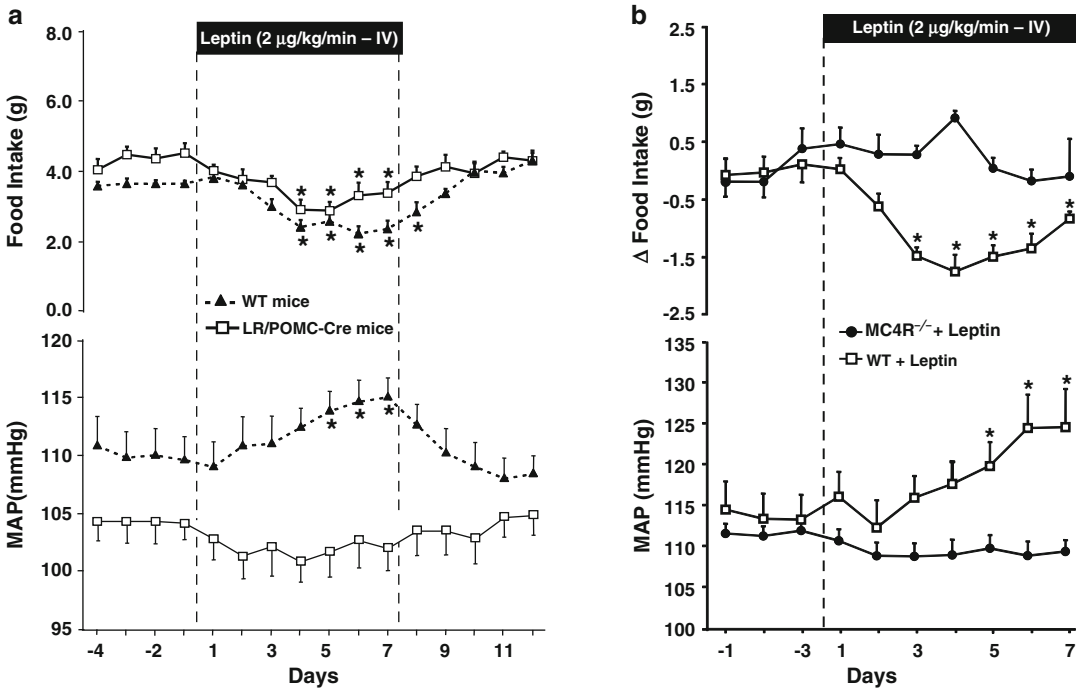 a
Leptin (2 μg/kg/min – IV)
8.0
6.0
4.0
2.0
0.0
Food Intake (g)
* * * *
* * * * *
WT mice
LR/POMC-Cre mice
120
115
110
105
100
95
MAP(mmHg)
* * *
-4 -2 1 3 5 7 9 11
Days
b
Leptin (2 μg/kg/min – IV)
2.5
1.5
0.5
-0.5
-1.5
-2.5
Δ Food Intake (g)
* * * * *
MC4R-/- + Leptin
WT + Leptin
135
130
125
120
115
110
105
100
MAP (mmHg)
* * *
-1 -3 1 3 5 7
Days